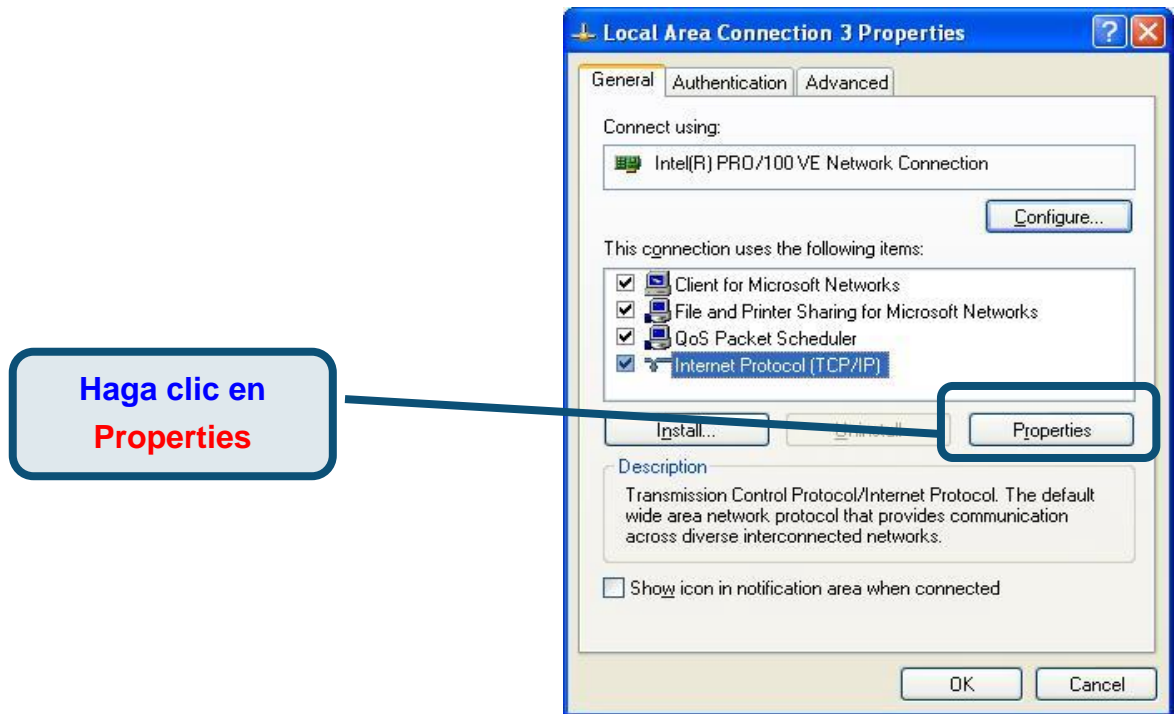 Local Area Connection 3 Properties
General Authentication Advanced
Connect using:
Intel(R) PRO/100 VE Network Connection
Configure...
This connection uses the following items:
Client for Microsoft Networks
File and Printer Sharing for Microsoft Networks
QoS Packet Scheduler
Internet Protocol (TCP/IP)
Haga clic en
Properties
Install... Uninstall Properties
Description
Transmission Control Protocol/Internet Protocol. The default
wide area network protocol that provides communication
across diverse interconnected networks.
Show icon in notification area when connected
OK Cancel